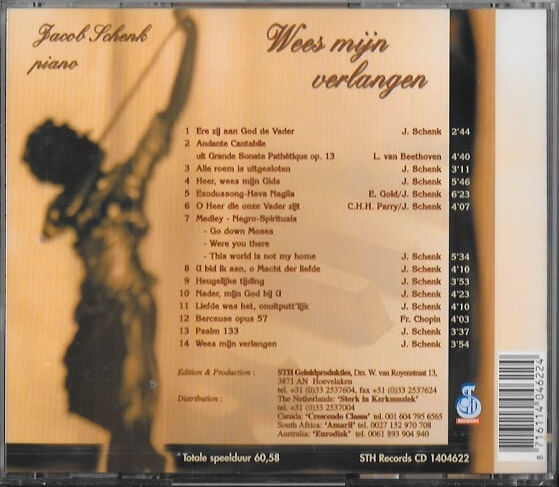 Jacob Schenk
piano
Wees mijn
verlangen
1 Ere zij aan God de Vader J. Schenk 2'44
2 Andante Cantabile
uit Grande Sonate Pathétique op. 13 L. van Beethoven 4'40
3 Alle roem is uitgesloten J. Schenk 3'11
4 Heer, wees mijn Gids J. Schenk 5'46
5 Exodussong-Hava Nagila E. Gold/J. Schenk 6'23
6 O Heer die onze Vader zijt C.H.H. Parry/J. Schenk 4'07
7 Medley - Negro-Spirituals
- Go down Moses
- Were you there
- This world is not my home J. Schenk 5'34
8 U bid ik aan, o Macht der liefde J. Schenk 4'10
9 Heugelijke tijding J. Schenk 3'53
10 Nader, mijn God bij U J. Schenk 4'23
11 Liefde was het, onuitputt'lijk J. Schenk 4'10
12 Berceuse opus 57 Fr. Chopin 4'03
13 Psalm 133 J. Schenk 3'37
14 Wees mijn verlangen J. Schenk 3'54
Edition & Production : STH Geluidprodukties, Drs. W. van Royenstraat 13,
3871 AN Hoevelaken
tel. +31 (0)33 2537604, fax +31 (0)33 2537624
Distribution : The Netherlands: 'Sterk in Kerkmuziek'
tel. +31 (0)33 2537004
Canada: 'Crescendo Classa' tel. 001 604 795 6565
South Africa: 'Amaril' tel. 0027 152 970 708
Australia: 'Eurodisk' tel. 0061 893 904 940
Totale speelduur 60,58 STH Records CD 1404622
RECORDS
8 716114 046224